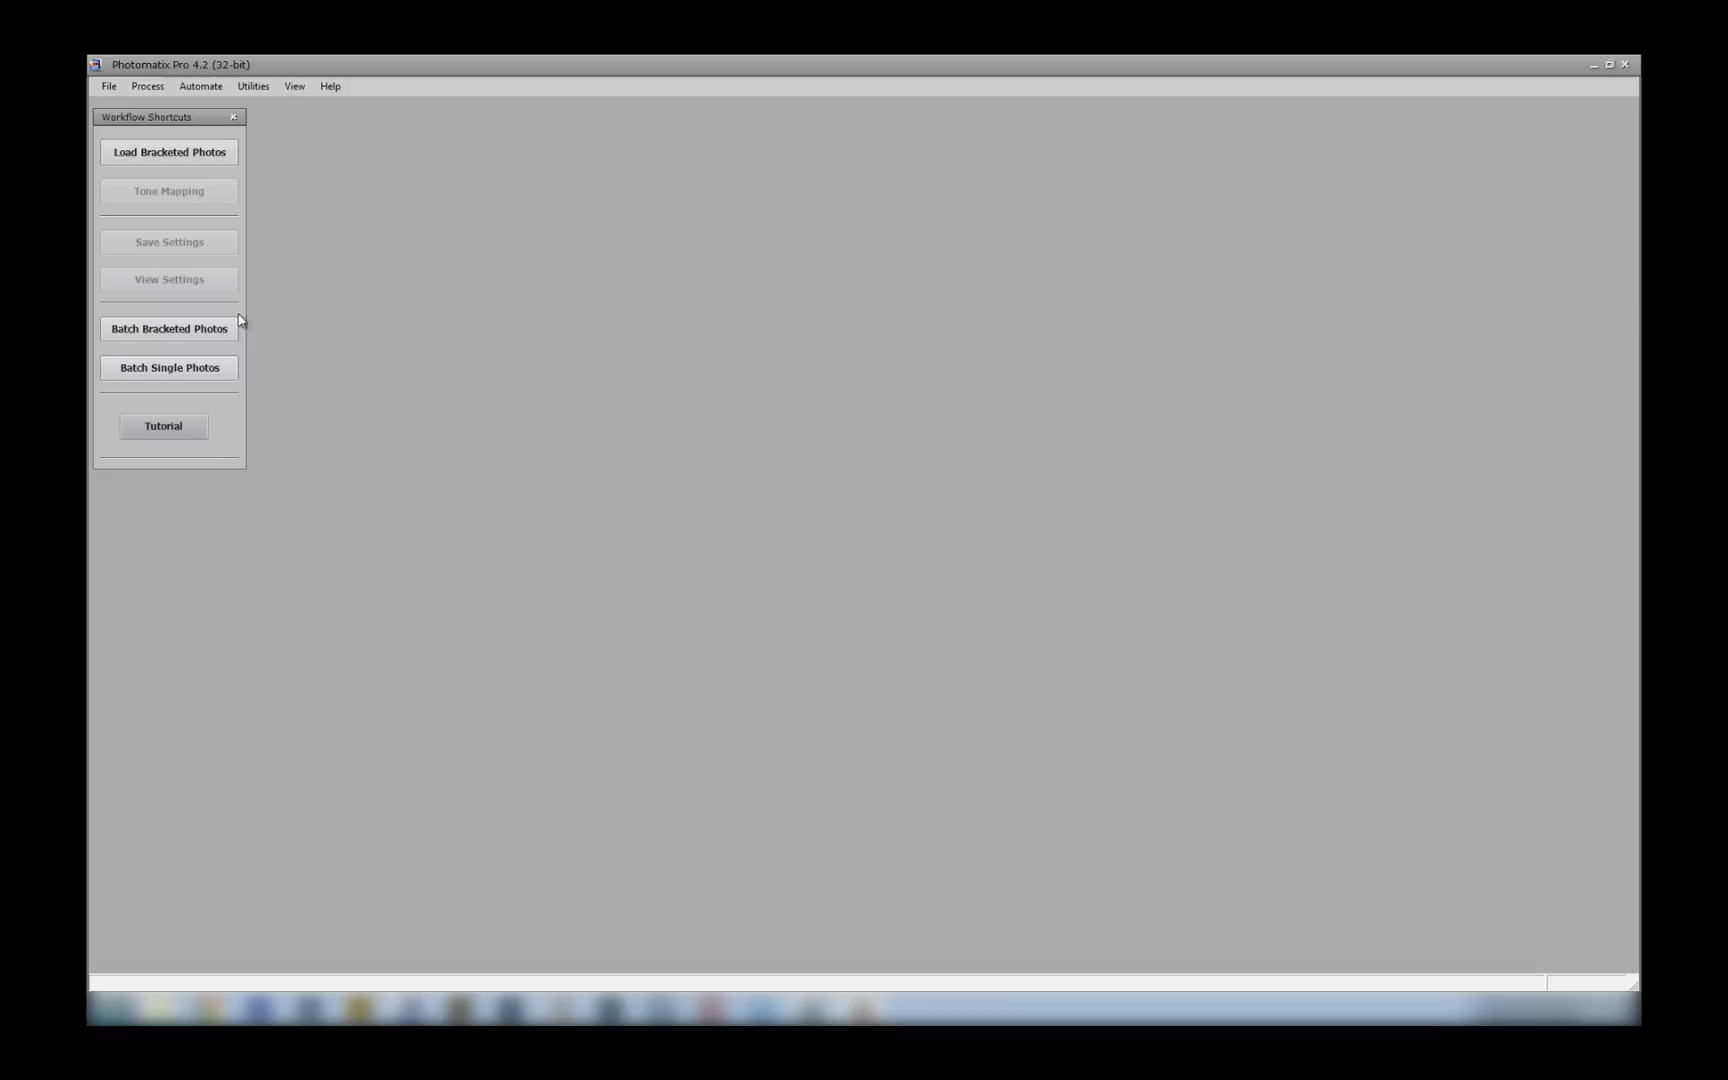 Photomatix Pro 4.2 (32-bit)
File Process Automate Utilities View Help
Workflow Shortcuts
Load Bracketed Photos
Tone Mapping
Save Settings
View Settings
Batch Bracketed Photos
Batch Single Photos
Tutorial